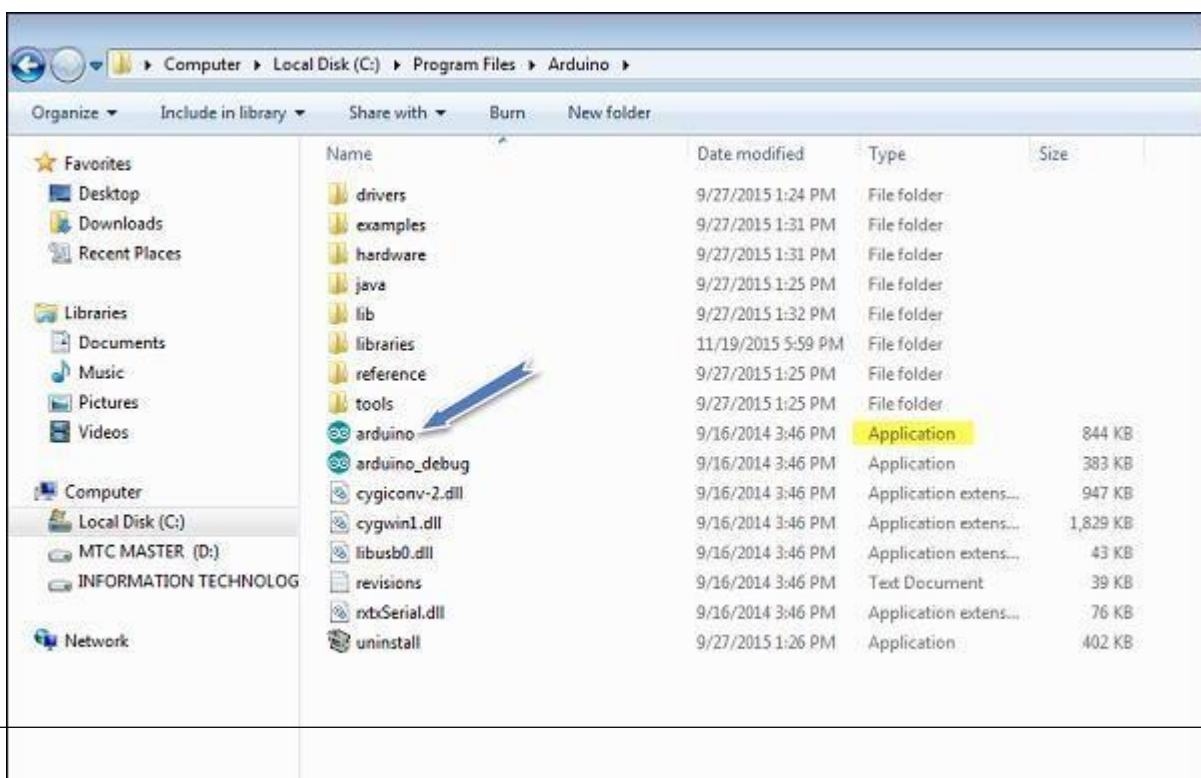 Computer Local Disk (C:) Program Files Arduino
Organize Include in library Share with Burn New folder
Favorites
Desktop
Downloads
Recent Places
Libraries
Documents
Music
Pictures
Videos
Computer
Local Disk (C:)
MTC MASTER (D:)
INFORMATION TECHNOLOG
Network
Name Date modified Type Size
drivers 9/27/2015 1:24 PM File folder
examples 9/27/2015 1:31 PM File folder
hardware 9/27/2015 1:31 PM File folder
java 9/27/2015 1:25 PM File folder
lib 9/27/2015 1:32 PM File folder
libraries 11/19/2015 5:59 PM File folder
reference 9/27/2015 1:25 PM File folder
tools 9/27/2015 1:25 PM File folder
arduino 9/16/2014 3:46 PM Application 844 KB
arduino_debug 9/16/2014 3:46 PM Application 383 KB
cygiconv-2.dll 9/16/2014 3:46 PM Application extens... 947 KB
cygwin1.dll 9/16/2014 3:46 PM Application extens... 1,829 KB
libusb0.dll 9/16/2014 3:46 PM Application extens... 43 KB
revisions 9/16/2014 3:46 PM Text Document 39 KB
rxtxSerial.dll 9/16/2014 3:46 PM Application extens... 76 KB
uninstall 9/27/2015 1:26 PM Application 402 KB